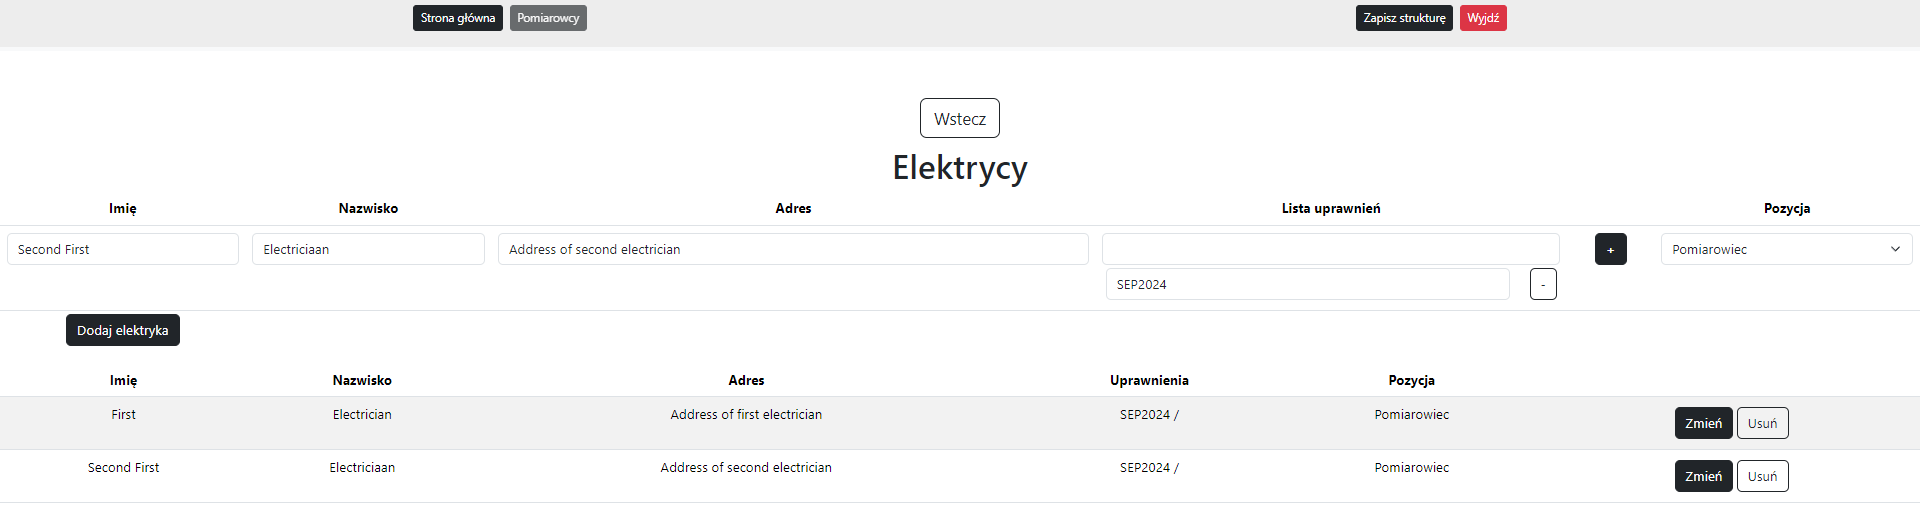 Strona główna Pomiarowcy Zapisz strukturę Wyjdź
Wstecz
Elektrycy
Imię Nazwisko Adres Lista uprawnień Pozycja
Second First Electriciaan Address of second electrician + Pomiarowiec
SEP2024 -
Dodaj elektryka
Imię Nazwisko Adres Uprawnienia Pozycja
First Electrician Address of first electrician SEP2024 / Pomiarowiec Zmień Usuń
Second First Electriciaan Address of second electrician SEP2024 / Pomiarowiec Zmień Usuń